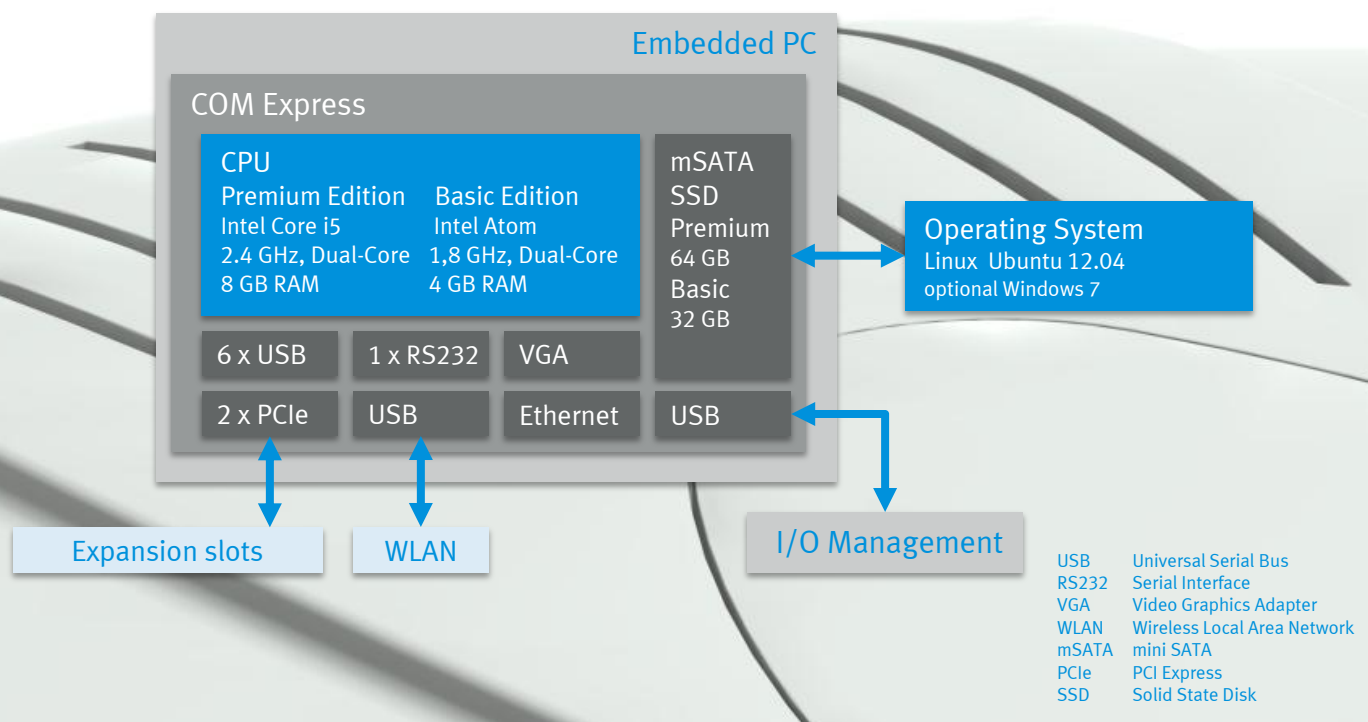 Embedded PC
COM Express
CPU
Premium Edition Basic Edition
Intel Core i5 Intel Atom
2.4 GHz, Dual-Core 1,8 GHz, Dual-Core
8 GB RAM 4 GB RAM
mSATA
SSD
Premium
64 GB
Basic
32 GB
Operating System
Linux Ubuntu 12.04
optional Windows 7
6 x USB 1 x RS232 VGA
2 x PCIe USB Ethernet USB
Expansion slots WLAN I/O Management
USB Universal Serial Bus
RS232 Serial Interface
VGA Video Graphics Adapter
WLAN Wireless Local Area Network
mSATA mini SATA
PCIe PCI Express
SSD Solid State Disk